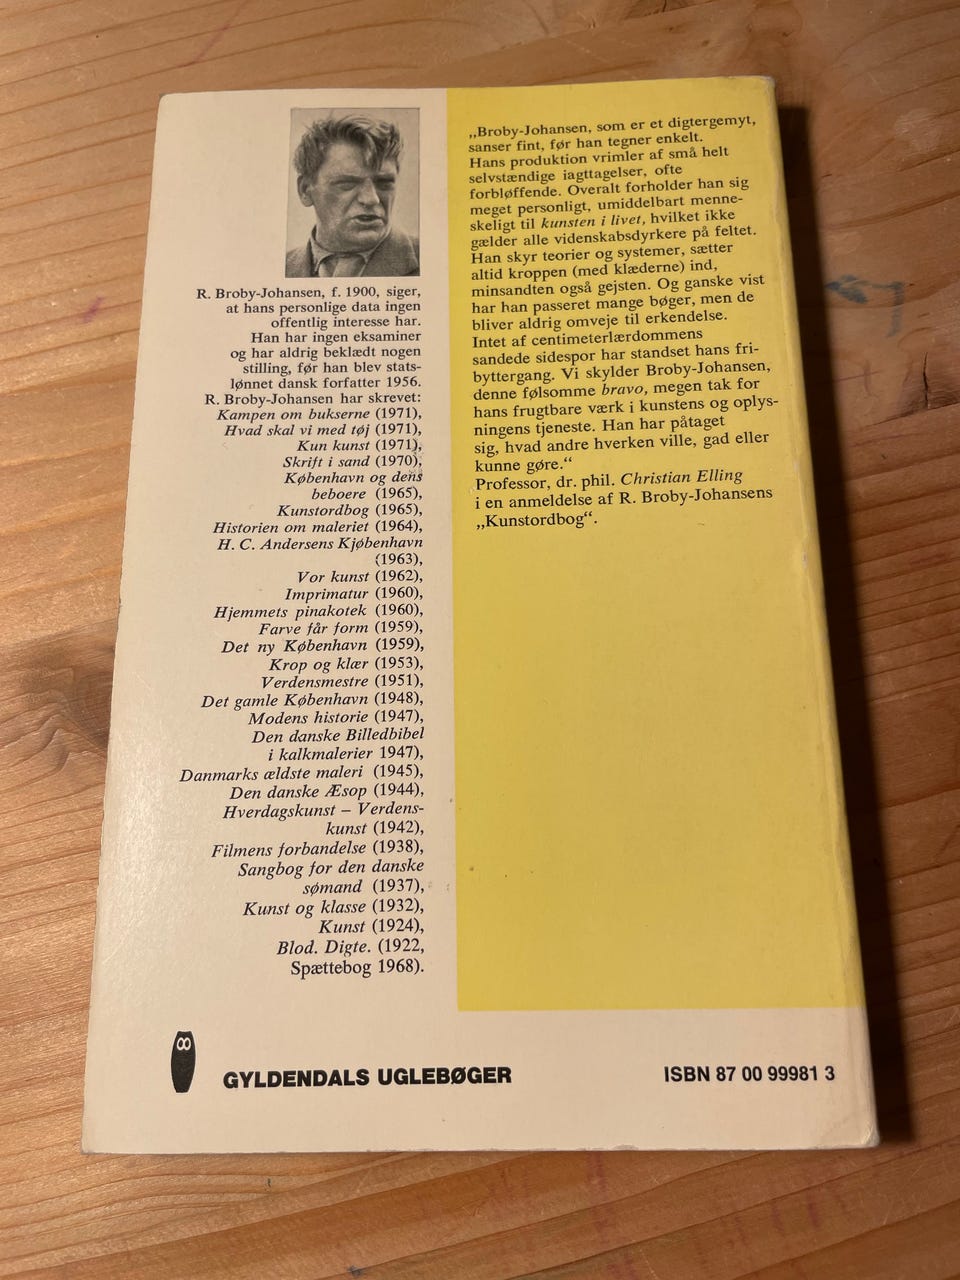 R. Broby-Johansen, f. 1900, siger,
at hans personlige data ingen
offentlig interesse har.
Han har ingen eksaminer
og har aldrig beklædt nogen
stilling, før han blev stats-
lønnet dansk forfatter 1956.
R. Broby-Johansen har skrevet:
Kampen om bukserne (1971),
Hvad skal vi med tøj (1971),
Kun kunst (1971),
Skrift i sand (1970),
København og dens
beboere (1965),
Kunstordbog (1965),
Historien om maleriet (1964),
H. C. Andersens Kjøbenhavn
(1963),
Vor kunst (1962),
Imprimatur (1960),
Hjemmets pinakotek (1960),
Farve får form (1959),
Det ny København (1959),
Krop og klær (1953),
Verdensmestre (1951),
Det gamle København (1948),
Modens historie (1947),
Den danske Billedbibel
i kalkmalerier 1947),
Danmarks ældste maleri (1945),
Den danske Æsop (1944),
Hverdagskunst – Verdens-
kunst (1942),
Filmens forbandelse (1938),
Sangbog for den danske
sømand (1937),
Kunst og klasse (1932),
Kunst (1924),
Blod. Digte. (1922,
Spættebog 1968).
„Broby-Johansen, som er et digtergemyt,
sanser fint, før han tegner enkelt.
Hans produktion vrimler af små helt
selvstændige iagttagelser, ofte
forbløffende. Overalt forholder han sig
meget personligt, umiddelbart menne-
skeligt til kunsten i livet, hvilket ikke
gælder alle videnskabsdyrkere på feltet.
Han skyr teorier og systemer, sætter
altid kroppen (med klæderne) ind,
minsandten også gejsten. Og ganske vist
har han passeret mange bøger, men de
bliver aldrig omveje til erkendelse.
Intet af centimeterlærdommens
sandede sidespor har standset hans fri-
byttergang. Vi skylder Broby-Johansen,
denne følsomme bravo, megen tak for
hans frugtbare værk i kunstens og oplys-
ningens tjeneste. Han har påtaget
sig, hvad andre hverken ville, gad eller
kunne gøre.“
Professor, dr. phil. Christian Elling
i en anmeldelse af R. Broby-Johansens
„Kunstordbog“.
GYLDENDALS UGLEBØGER
ISBN 87 00 99981 3